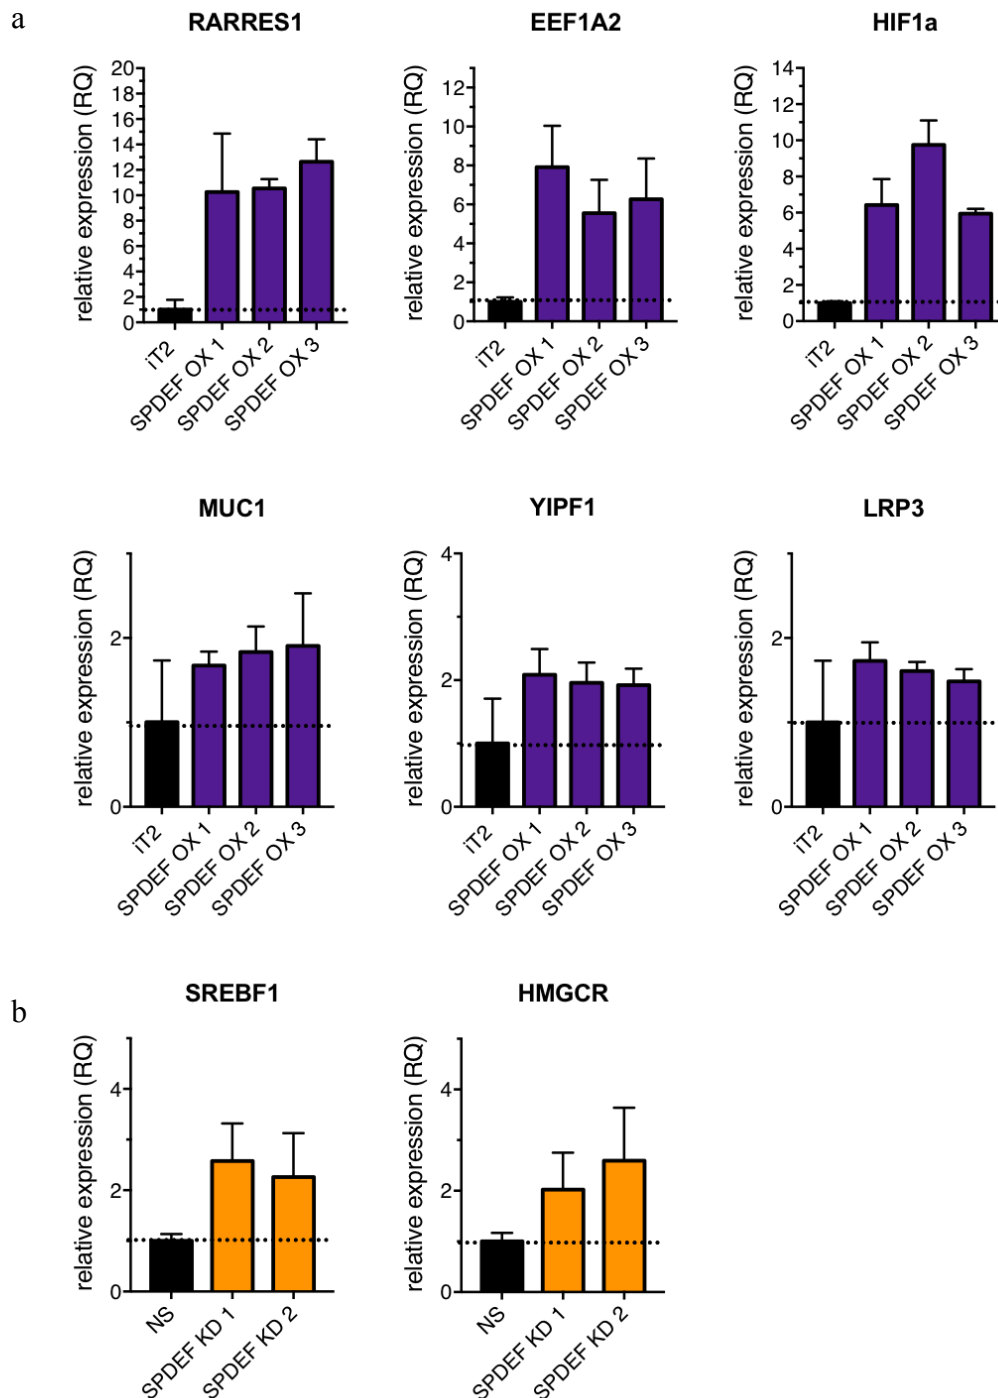 a
RARRES1
EEF1A2
HIF1a
relative expression (RQ)
20
18
16
14
12
10
8
6
4
2
0
iT2
SPDEF OX 1
SPDEF OX 2
SPDEF OX 3
relative expression (RQ)
12
10
8
6
4
2
0
iT2
SPDEF OX 1
SPDEF OX 2
SPDEF OX 3
relative expression (RQ)
14
12
10
8
6
4
2
0
iT2
SPDEF OX 1
SPDEF OX 2
SPDEF OX 3
MUC1
YIPF1
LRP3
relative expression (RQ)
2
0
iT2
SPDEF OX 1
SPDEF OX 2
SPDEF OX 3
relative expression (RQ)
4
2
0
iT2
SPDEF OX 1
SPDEF OX 2
SPDEF OX 3
relative expression (RQ)
2
0
iT2
SPDEF OX 1
SPDEF OX 2
SPDEF OX 3
b
SREBF1
HMGCR
relative expression (RQ)
4
2
0
NS
SPDEF KD 1
SPDEF KD 2
relative expression (RQ)
4
2
0
NS
SPDEF KD 1
SPDEF KD 2